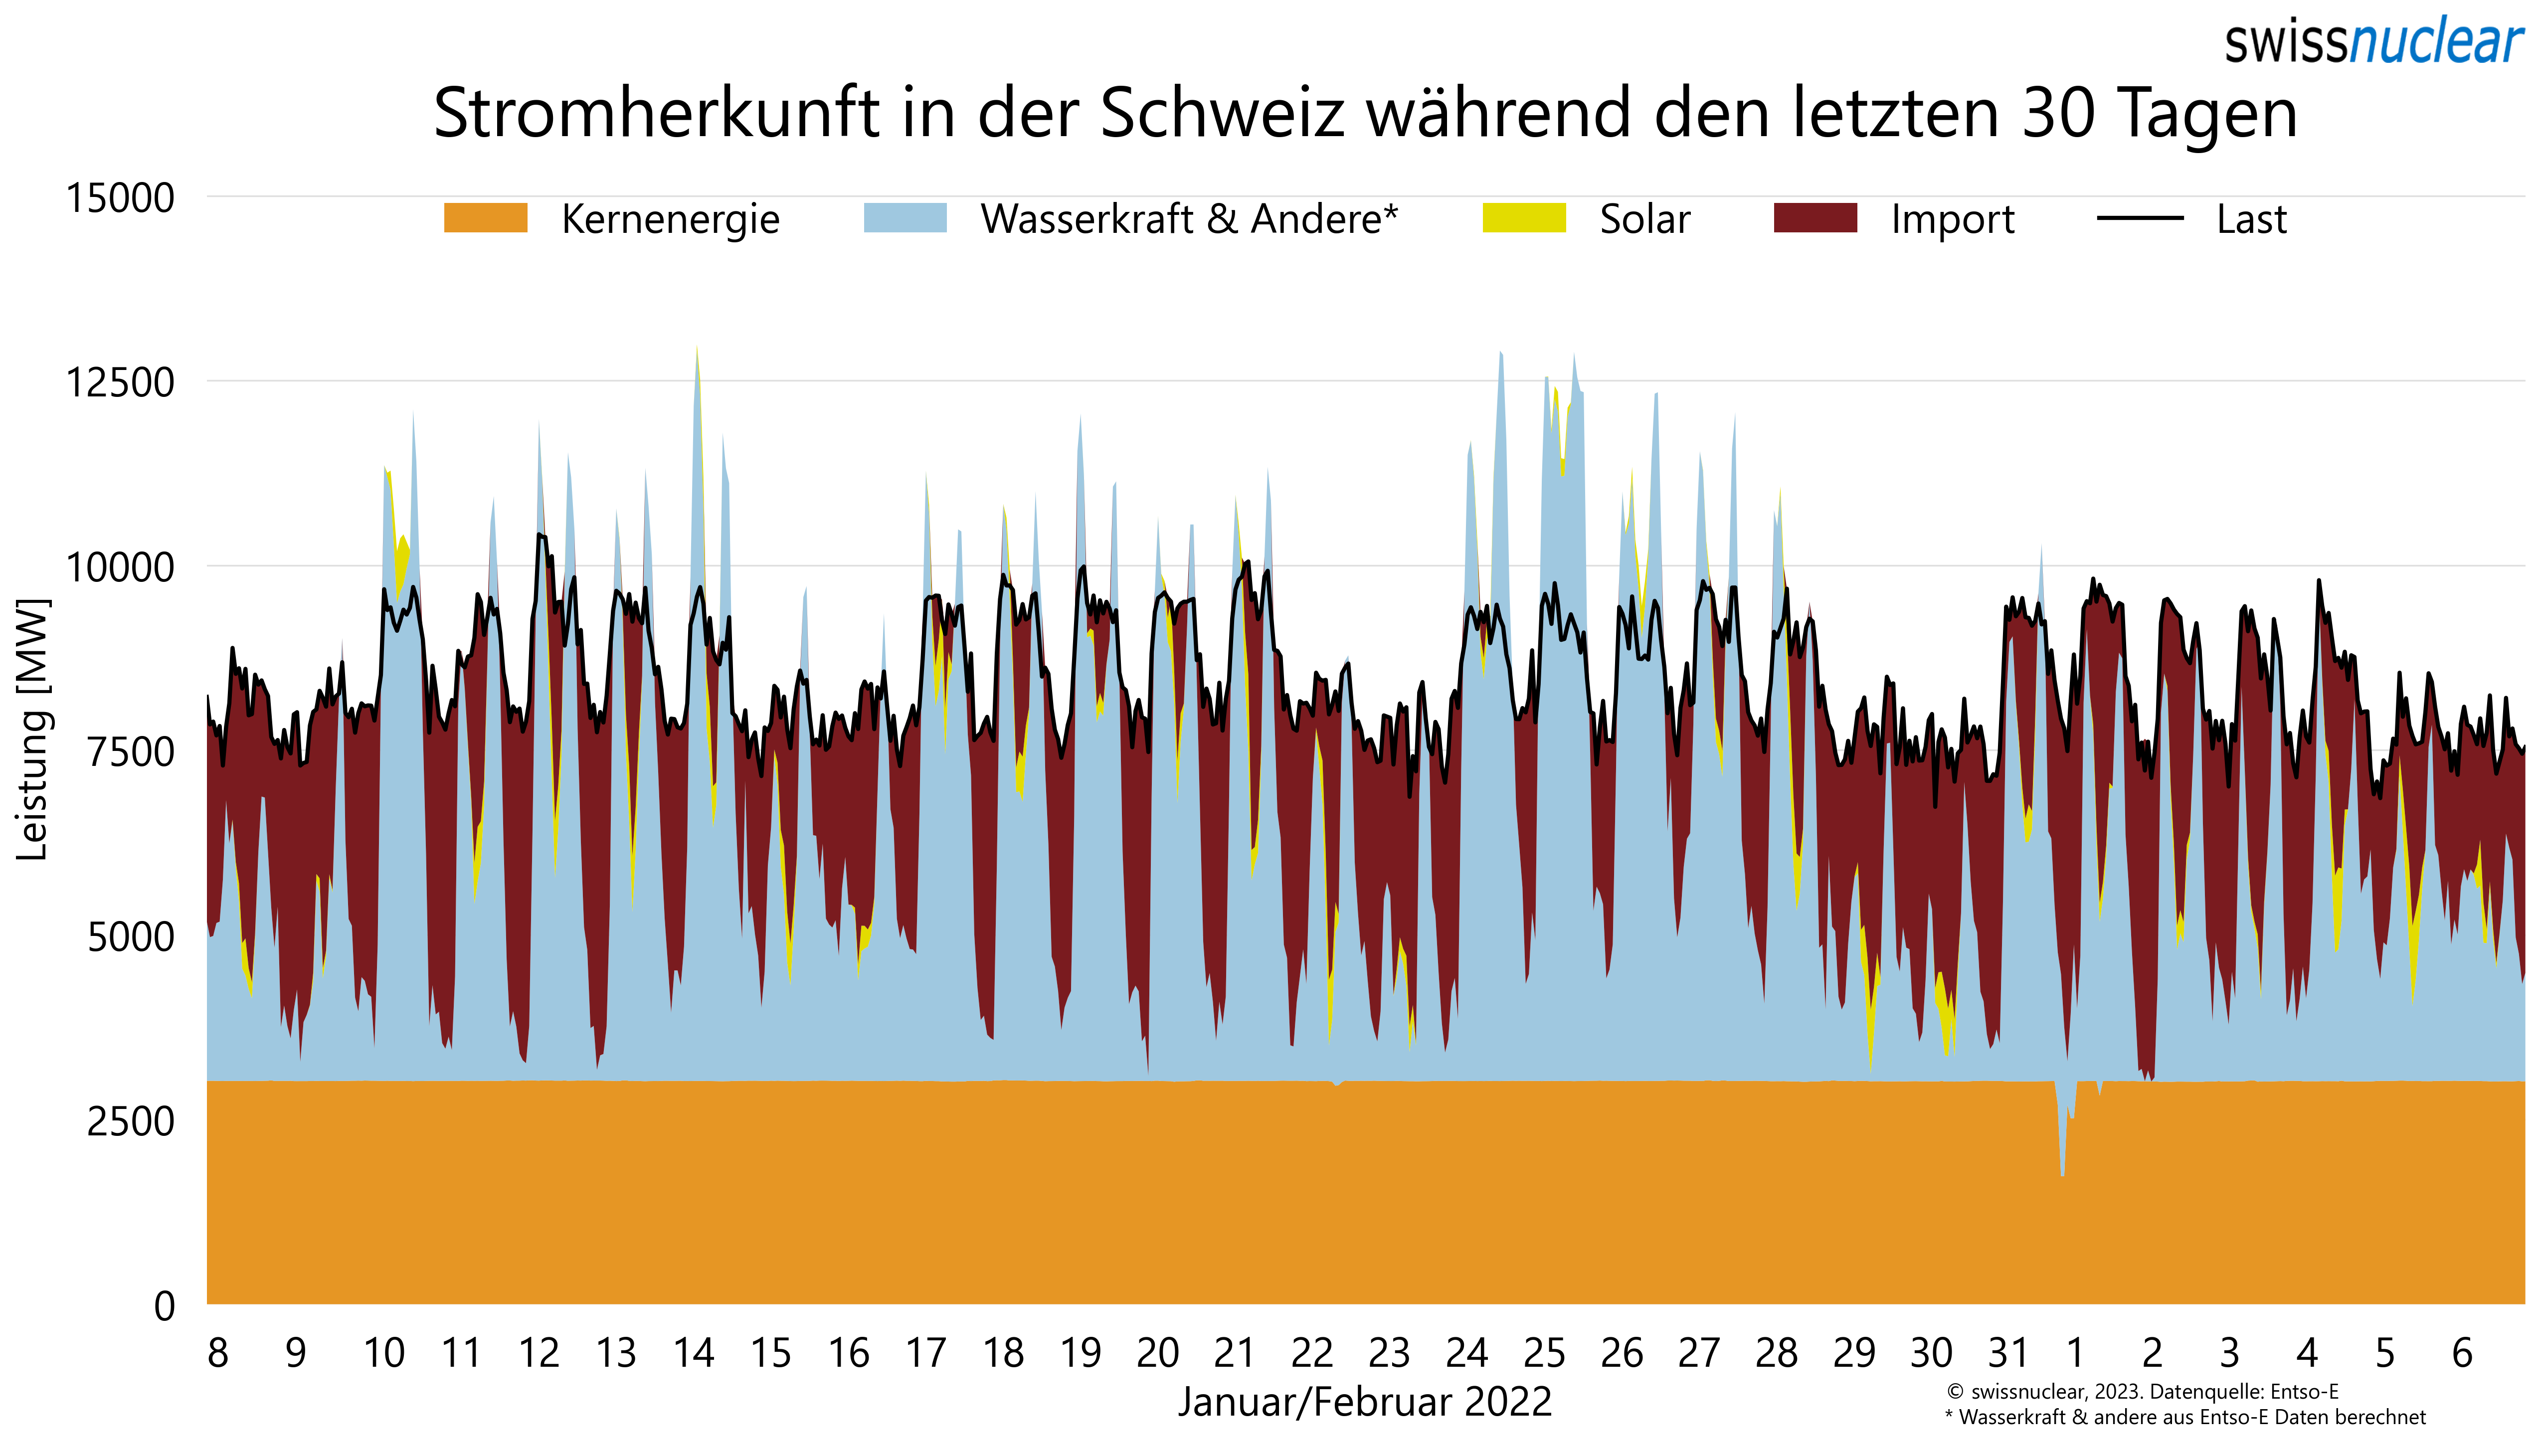 swissnuclear
Stromherkunft in der Schweiz während den letzten 30 Tagen
Kernenergie Wasserkraft & Andere* Solar Import Last
15000
12500
10000
7500
5000
2500
0
Leistung [MW]
8 9 10 11 12 13 14 15 16 17 18 19 20 21 22 23 24 25 26 27 28 29 30 31 1 2 3 4 5 6
Januar/Februar 2022
© swissnuclear, 2023. Datenquelle: Entso-E
* Wasserkraft & andere aus Entso-E Daten berechnet